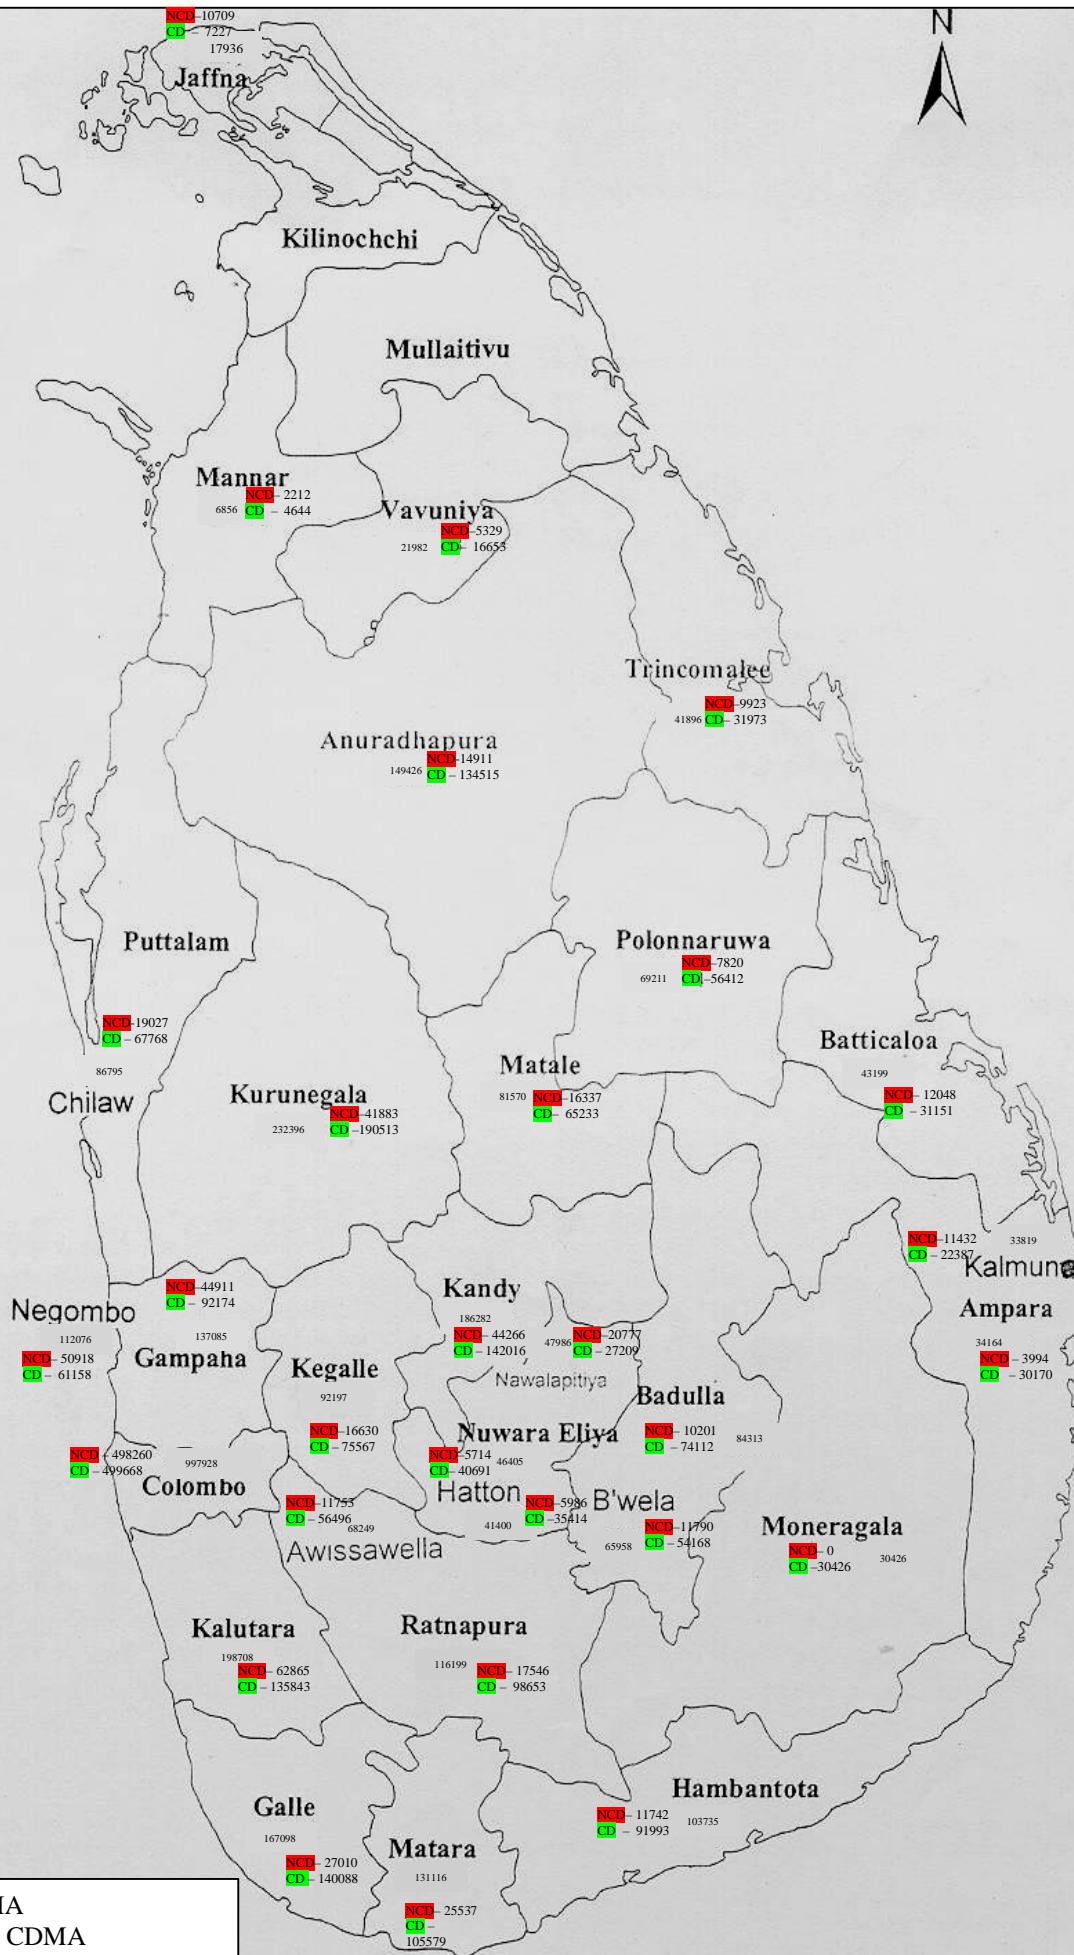 NCD–10709
CD – 7227
17936
Jaffna
N
Kilinochchi
Mullaitivu
Mannar
NCD– 2212
6856 CD – 4644
Vavuniya
NCD–5329
21982 CD– 16653
Trincomalee
NCD–9923
41896 CD– 31973
Anuradhapura
NCD–14911
149426 CD – 134515
Puttalam
NCD–19027
CD – 67768
86795
Chilaw
Polonnaruwa
NCD–7820
69211 CD –56412
Batticaloa
43199
NCD– 12048
CD – 31151
Matale
81570 NCD–16337
CD– 65233
Kurunegala
NCD–41883
232396 CD –190513
NCD–11432
CD – 22387
33819
Kalmuna
Ampara
34164
NCD– 3994
CD – 30170
NCD–44911
CD – 92174
137085
Gampaha
Negombo
112076
NCD– 50918
CD – 61158
Kandy
186282
NCD– 44266
CD – 142016
47986 NCD–20777
CD – 27209
Nawalapitiya
Kegalle
92197
NCD–16630
CD – 75567
Badulla
NCD– 10201
CD – 74112
84313
Nuwara Eliya
NCD–5714
CD – 40691
46405
Hatton
NCD–5986
CD –35414
41400
B'wela
NCD–11790
CD – 54168
65958
NCD – 498260
CD – 499668
997928
Colombo
NCD–11753
CD – 56496
68249
Awissawella
Moneragala
NCD– 0
CD –30426
30426
Kalutara
198708
NCD– 62865
CD – 135843
Ratnapura
116199 NCD– 17546
CD – 98653
Hambantota
NCD– 11742
CD – 91993
103735
Galle
167098
NCD– 27010
CD – 140088
Matara
131116
NCD– 25537
CD –
105579
MA
CDMA